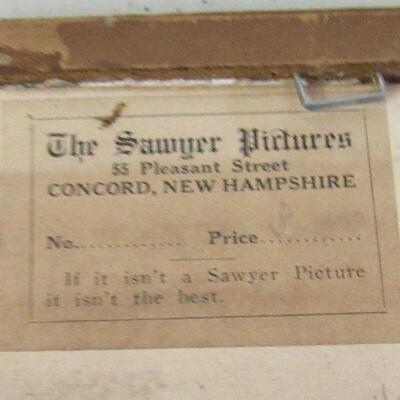 The Sawyer Pictures
55 Pleasant Street
CONCORD, NEW HAMPSHIRE
No............... Price...............
If it isn't a Sawyer Picture
it isn't the best.